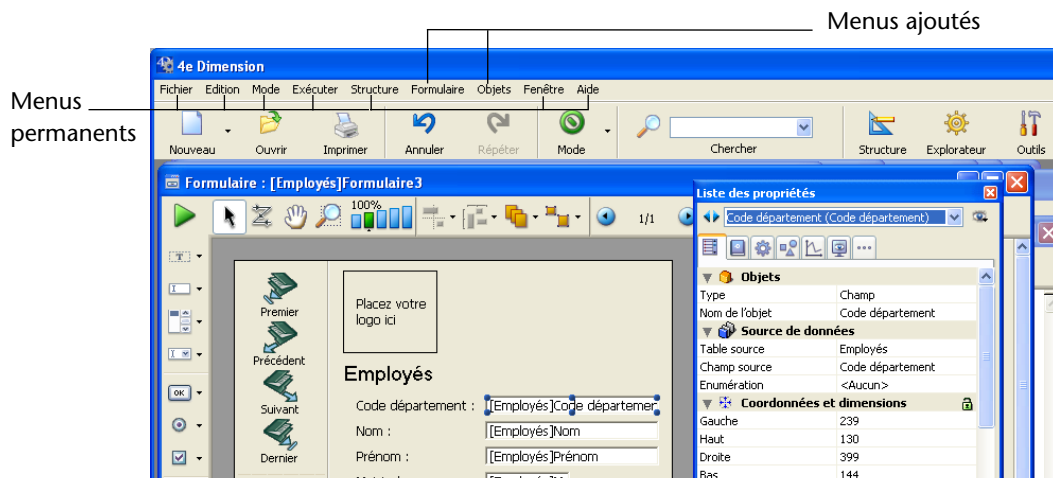 Menus ajoutés
Menus
permanents
4e Dimension
Fichier Edition Mode Exécuter Structure Formulaire Objets Fenêtre Aide
Nouveau Ouvrir Imprimer Annuler Répéter Mode Chercher Structure Explorateur Outils
Formulaire : [Employés]Formulaire3
100%
1/1
Liste des propriétés
Code département (Code département)
Objets
Type Champ
Nom de l'objet Code département
Source de données
Table source Employés
Champ source Code département
Enumération <Aucun>
Coordonnées et dimensions
Gauche 239
Haut 130
Droite 399
Bas 144
OK
Premier
Précédent
Suivant
Dernier
Placez votre
logo ici
Employés
Code département : [Employés]Code départemen
Nom : [Employés]Nom
Prénom : [Employés]Prénom